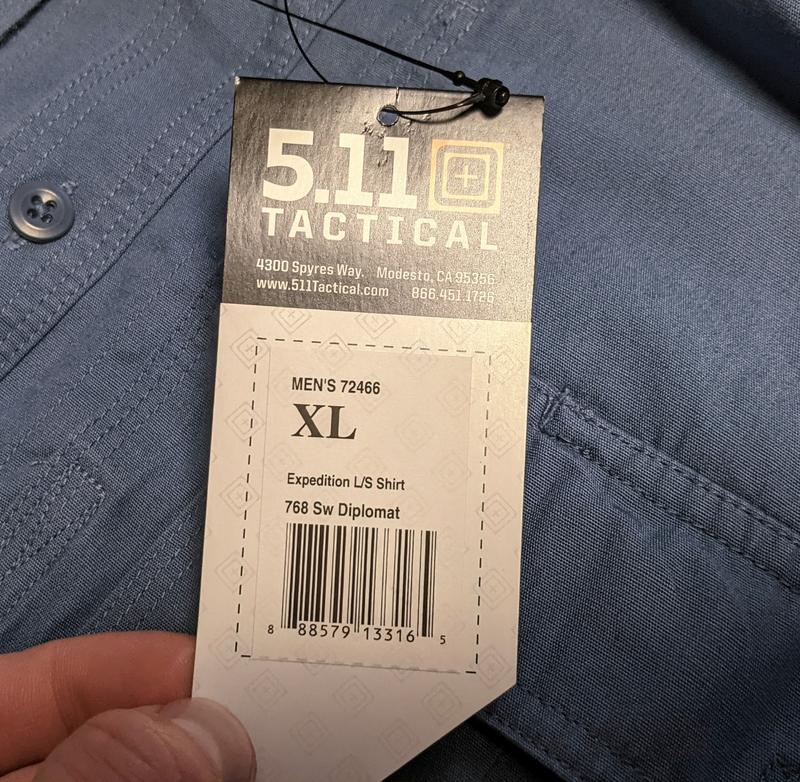 5.11
TACTICAL
4300 Spyres Way. Modesto, CA 95356
www.511Tactical.com 866.451.1726
MEN'S 72466
XL
Expedition L/S Shirt
768 Sw Diplomat
8 88579 13316 5